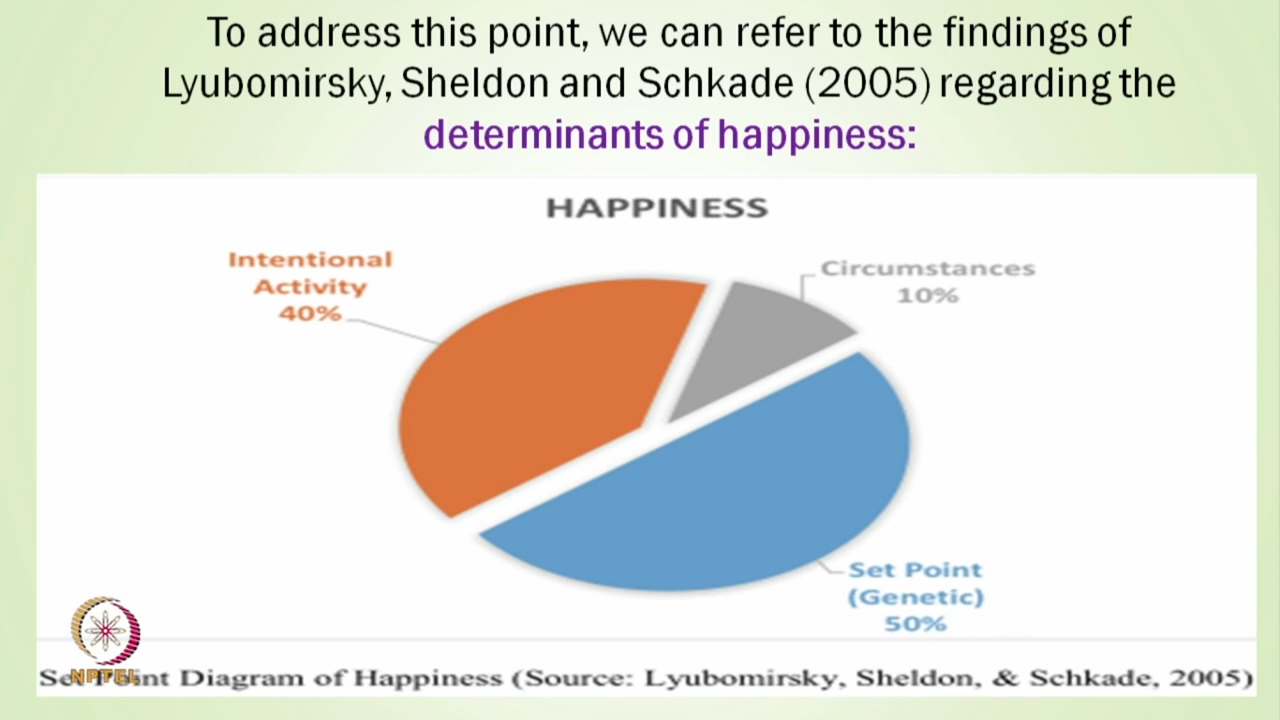 To address this point, we can refer to the findings of
Lyubomirsky, Sheldon and Schkade (2005) regarding the
determinants of happiness:
HAPPINESS
Intentional
Activity
40%
Circumstances
10%
Set Point
(Genetic)
50%
NPTEL
Set Point Diagram of Happiness (Source: Lyubomirsky, Sheldon, & Schkade, 2005)